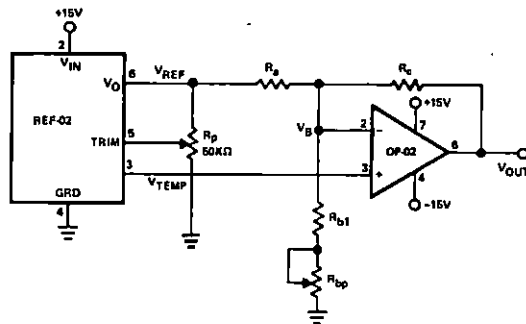 +15V
2
VIN
VO
6
VREF
Ra
Rc
REF-02
TRIM
5
Rp
50KΩ
3
VTEMP
GRD
4
VB
2
−
+15V
7
OP-02
6
3
+
4
−15V
VOUT
Rb1
Rbp